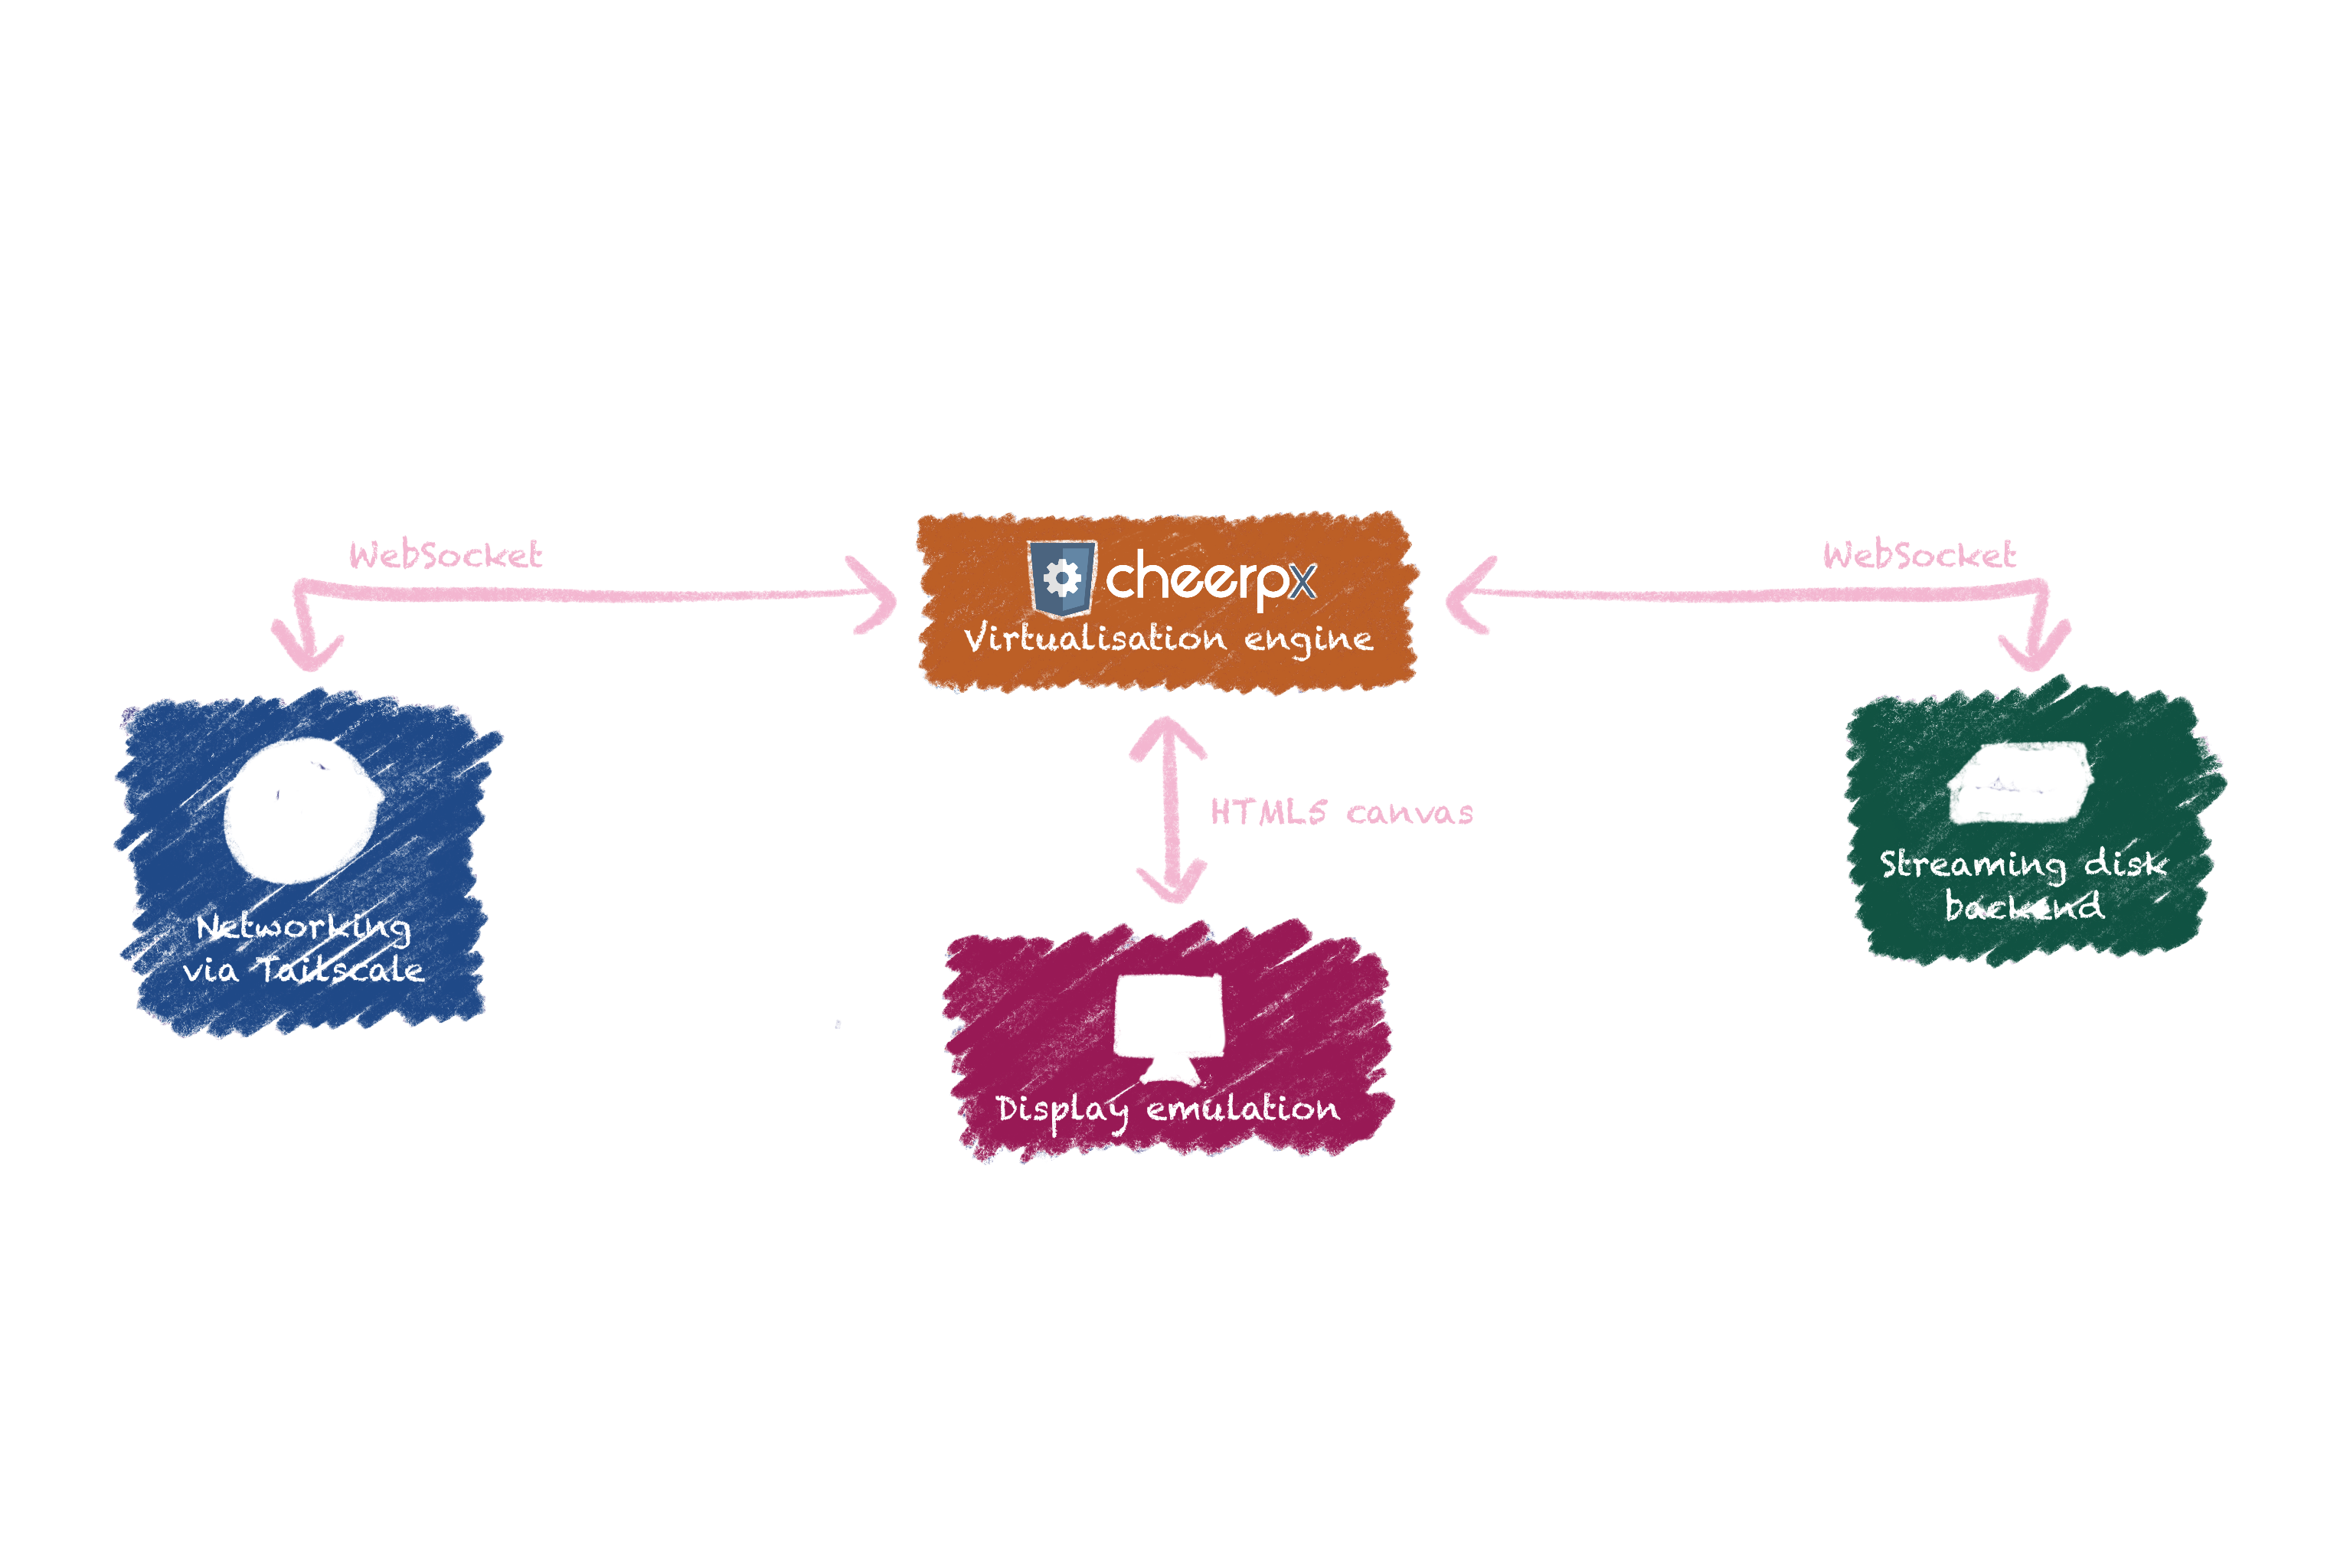 WebSocket
cheerpx
Virtualisation engine
WebSocket
HTML5 canvas
Networking
via Tailscale
Streaming disk
backend
Display emulation